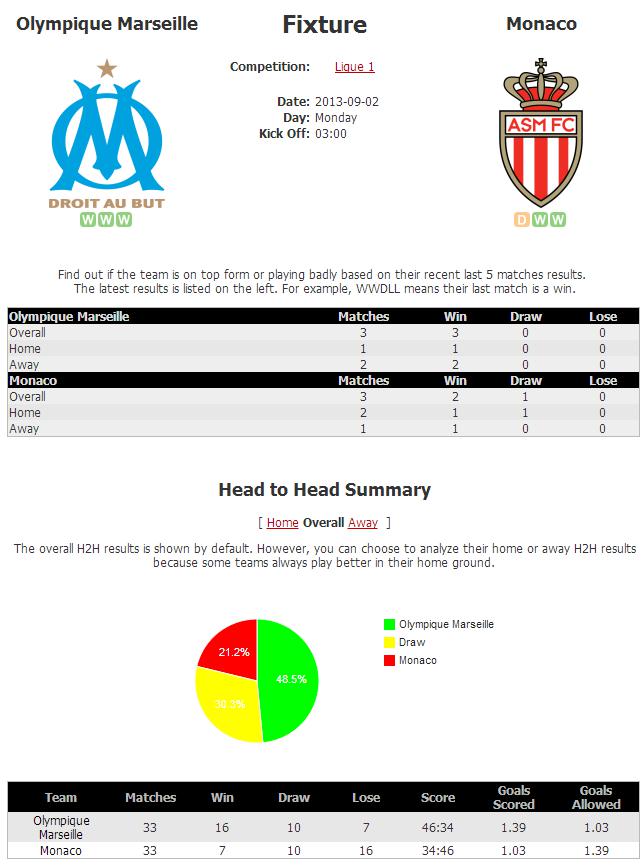 Olympique Marseille
Fixture
Monaco
Competition: Ligue 1
Date: 2013-09-02
Day: Monday
Kick Off: 03:00
DROIT AU BUT
W W W
ASM FC
D W W
Find out if the team is on top form or playing badly based on their recent last 5 matches results.
The latest results is listed on the left. For example, WWDLL means their last match is a win.
Olympique Marseille Matches Win Draw Lose
Overall 3 3 0 0
Home 1 1 0 0
Away 2 2 0 0
Monaco Matches Win Draw Lose
Overall 3 2 1 0
Home 2 1 1 0
Away 1 1 0 0
Head to Head Summary
[ Home Overall Away ]
The overall H2H results is shown by default. However, you can choose to analyze their home or away H2H results
because some teams always play better in their home ground.
21.2%
48.5%
30.3%
Olympique Marseille
Draw
Monaco
Team Matches Win Draw Lose Score Goals Scored Goals Allowed
Olympique Marseille 33 16 10 7 46:34 1.39 1.03
Monaco 33 7 10 16 34:46 1.03 1.39